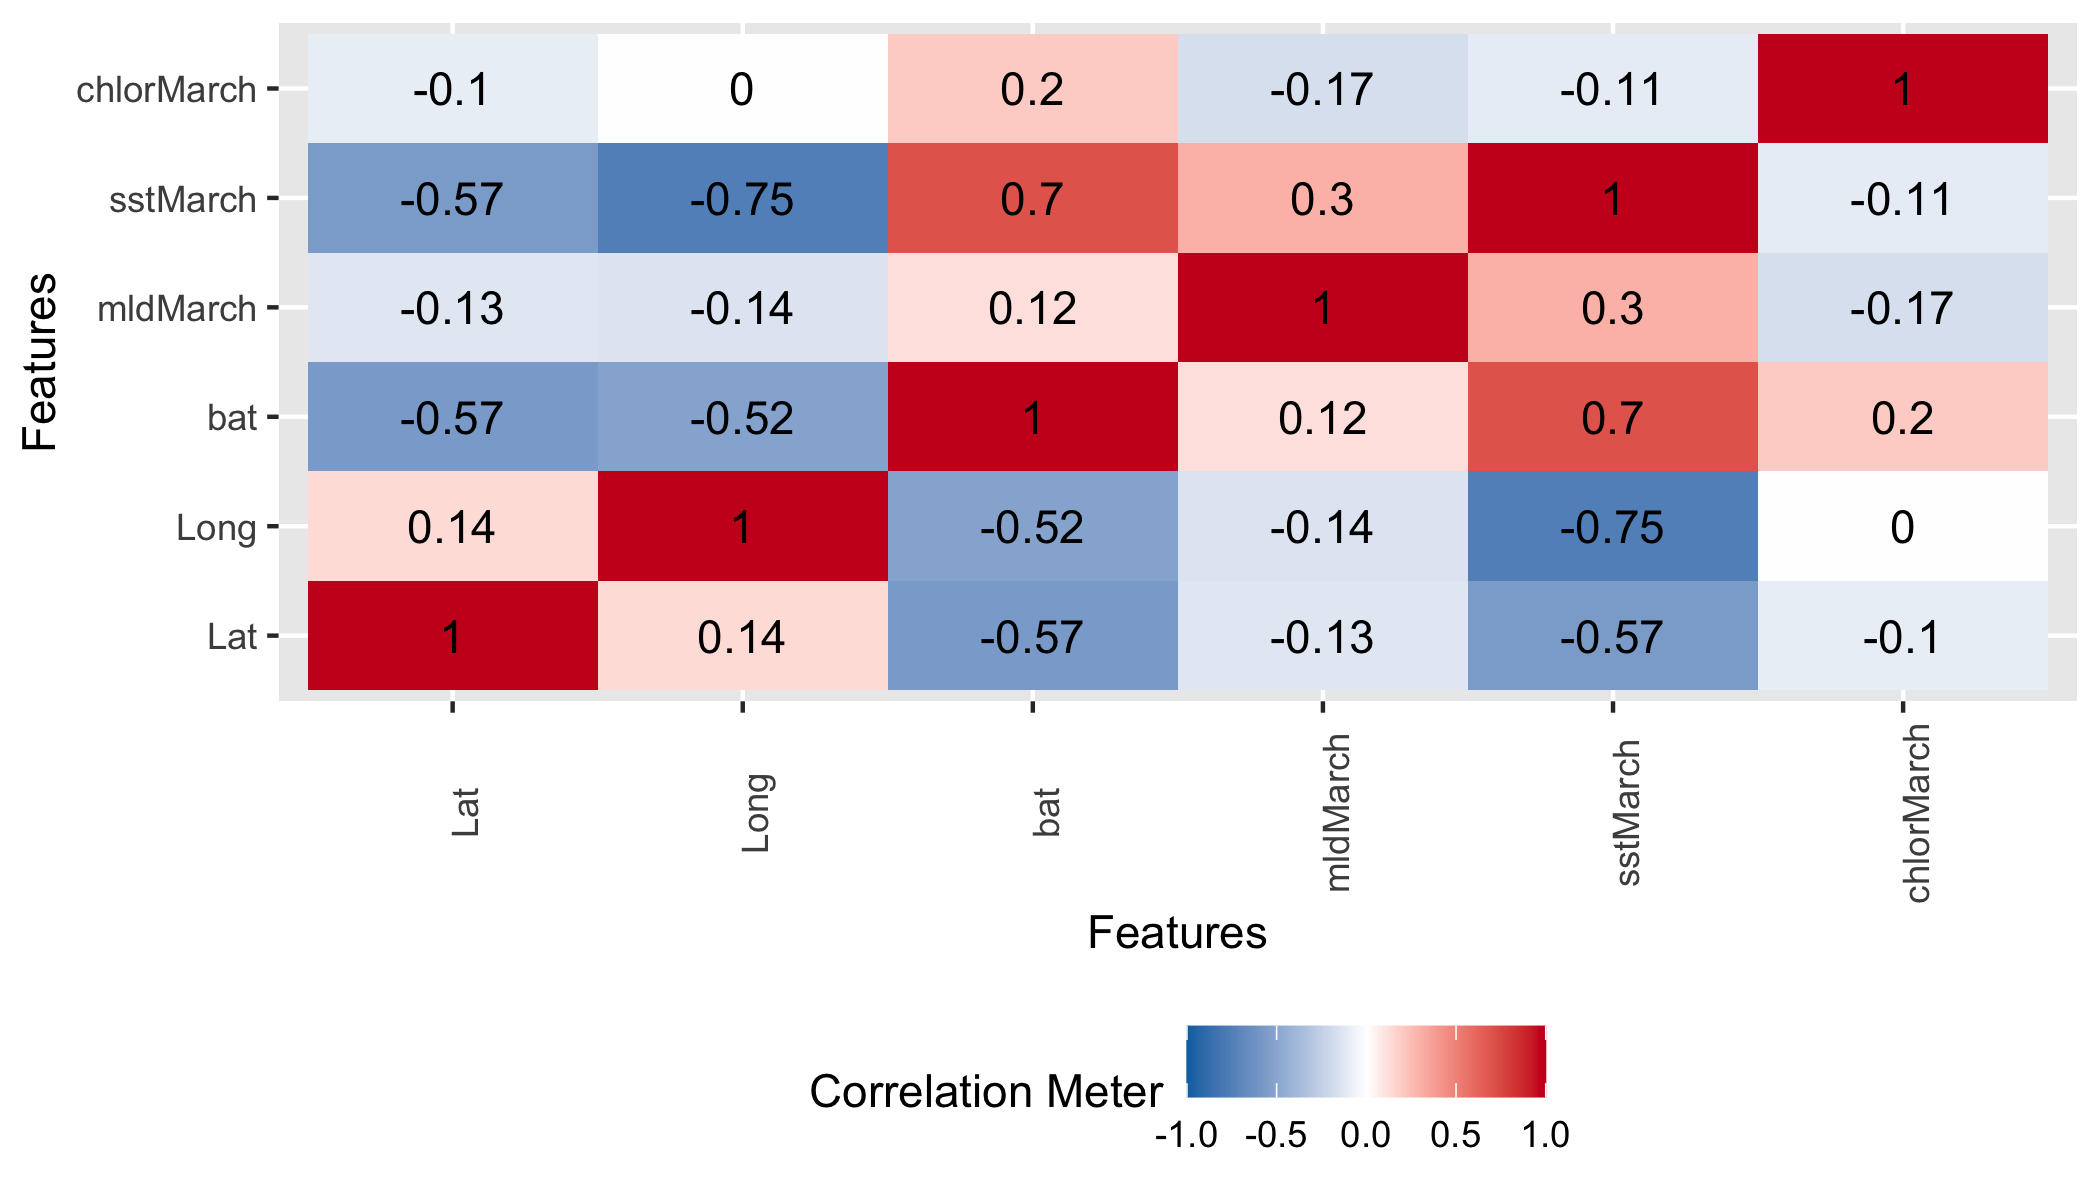 chlorMarch -0.1 0 0.2 -0.17 -0.11 1
sstMarch -0.57 -0.75 0.7 0.3 1 -0.11
mldMarch -0.13 -0.14 0.12 1 0.3 -0.17
bat -0.57 -0.52 1 0.12 0.7 0.2
Long 0.14 1 -0.52 -0.14 -0.75 0
Lat 1 0.14 -0.57 -0.13 -0.57 -0.1
Features
Lat Long bat mldMarch sstMarch chlorMarch
Features
Correlation Meter
-1.0 -0.5 0.0 0.5 1.0